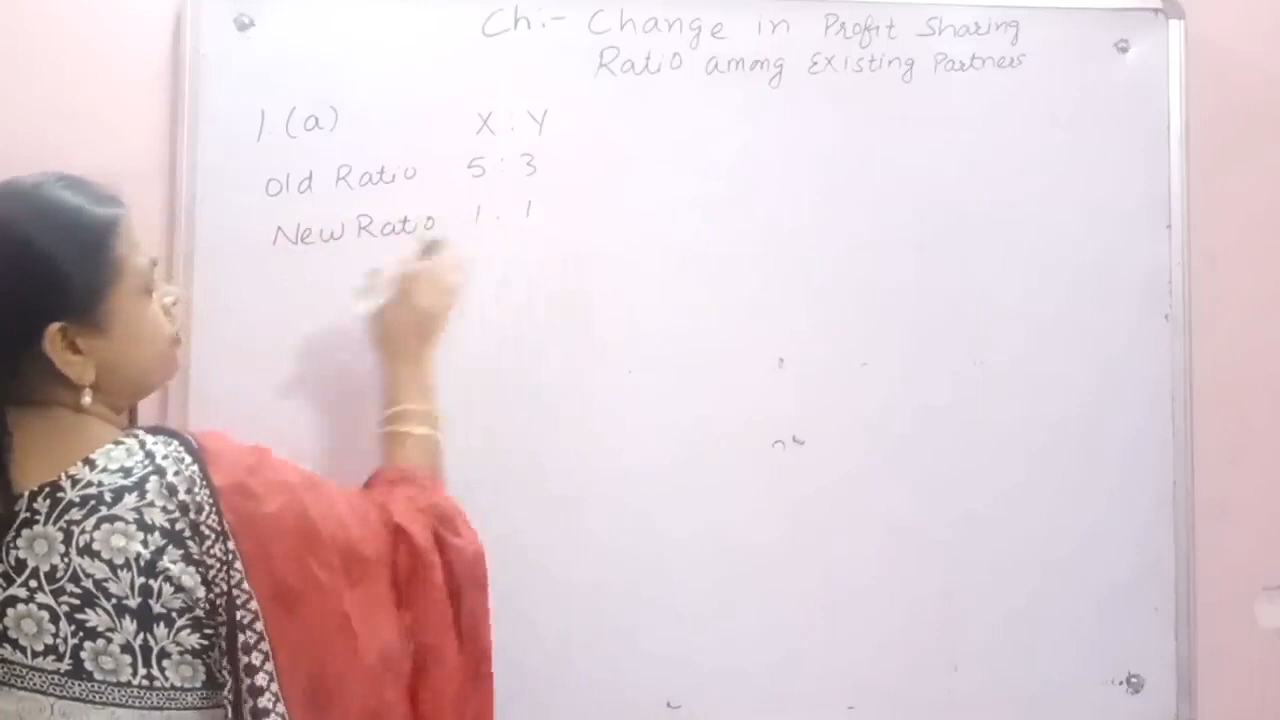 Ch:- Change in Profit Sharing
Ratio among Existing Partners
1.(a) X : Y
Old Ratio 5 : 3
New Ratio 1 : 1